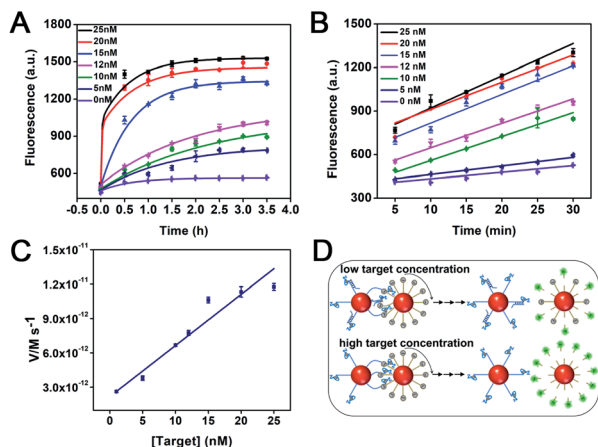 A
25nM
20nM
15nM
12nM
10nM
5nM
0nM
Fluorescence (a.u.)
1800
1500
1200
900
600
-0.5 0.0 0.5 1.0 1.5 2.0 2.5 3.0 3.5 4.0
Time (h)
B
25 nM
20 nM
15 nM
12 nM
10 nM
5 nM
0 nM
Fluorescence (a.u.)
1500
1200
900
600
300
5 10 15 20 25 30
Time (min)
C
V/M s-1
1.5x10-11
1.2x10-11
9.0x10-12
6.0x10-12
3.0x10-12
0 5 10 15 20 25
[Target] (nM)
D
low target concentration
high target concentration